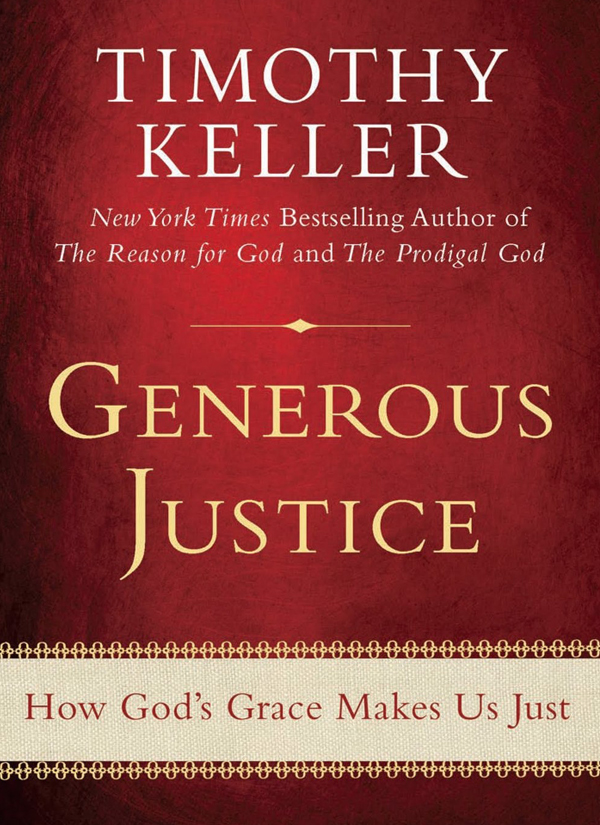 TIMOTHY
KELLER
New York Times Bestselling Author of
The Reason for God and The Prodigal God
GENEROUS
JUSTICE
How God's Grace Makes Us Just